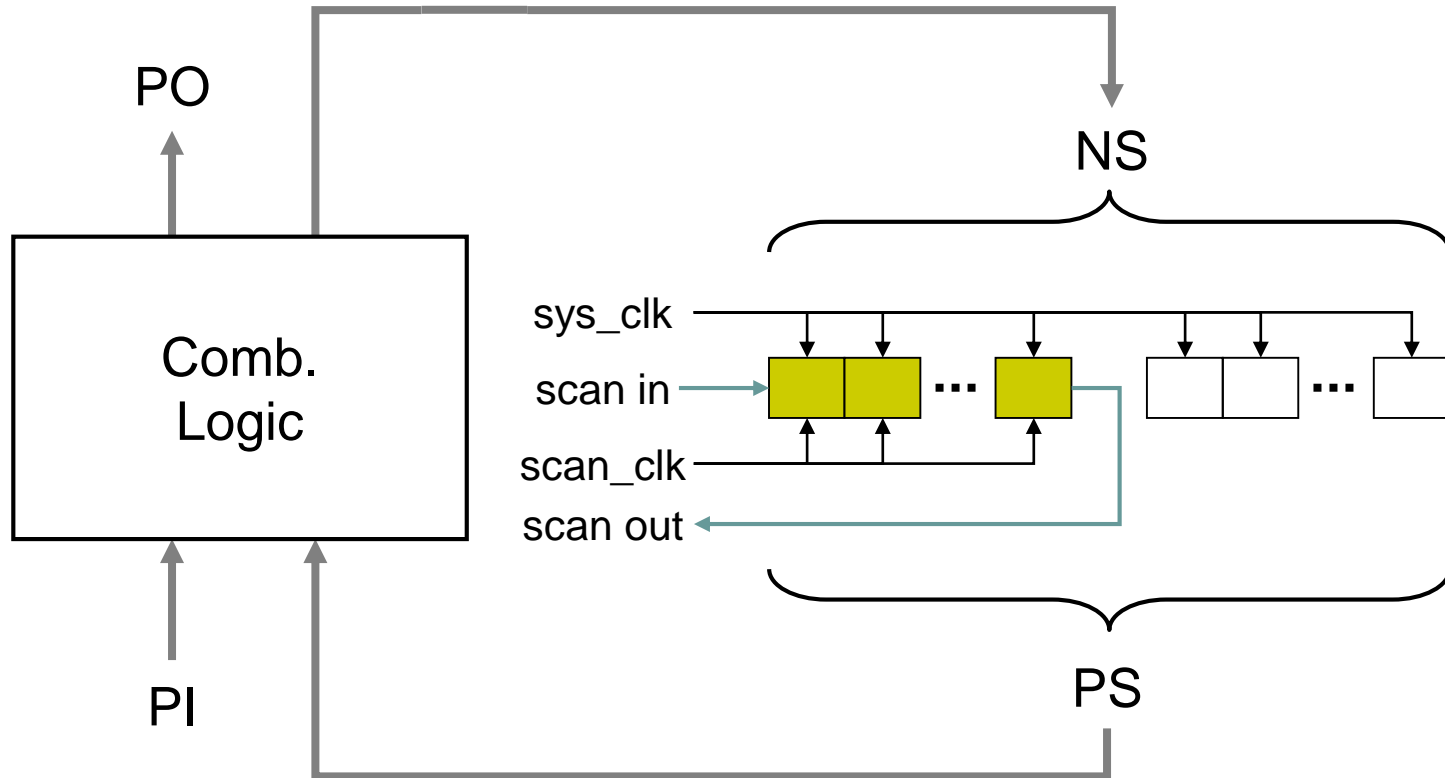 PO
NS
sys_clk
Comb.
Logic
scan in
...
...
scan_clk
scan out
PI
PS